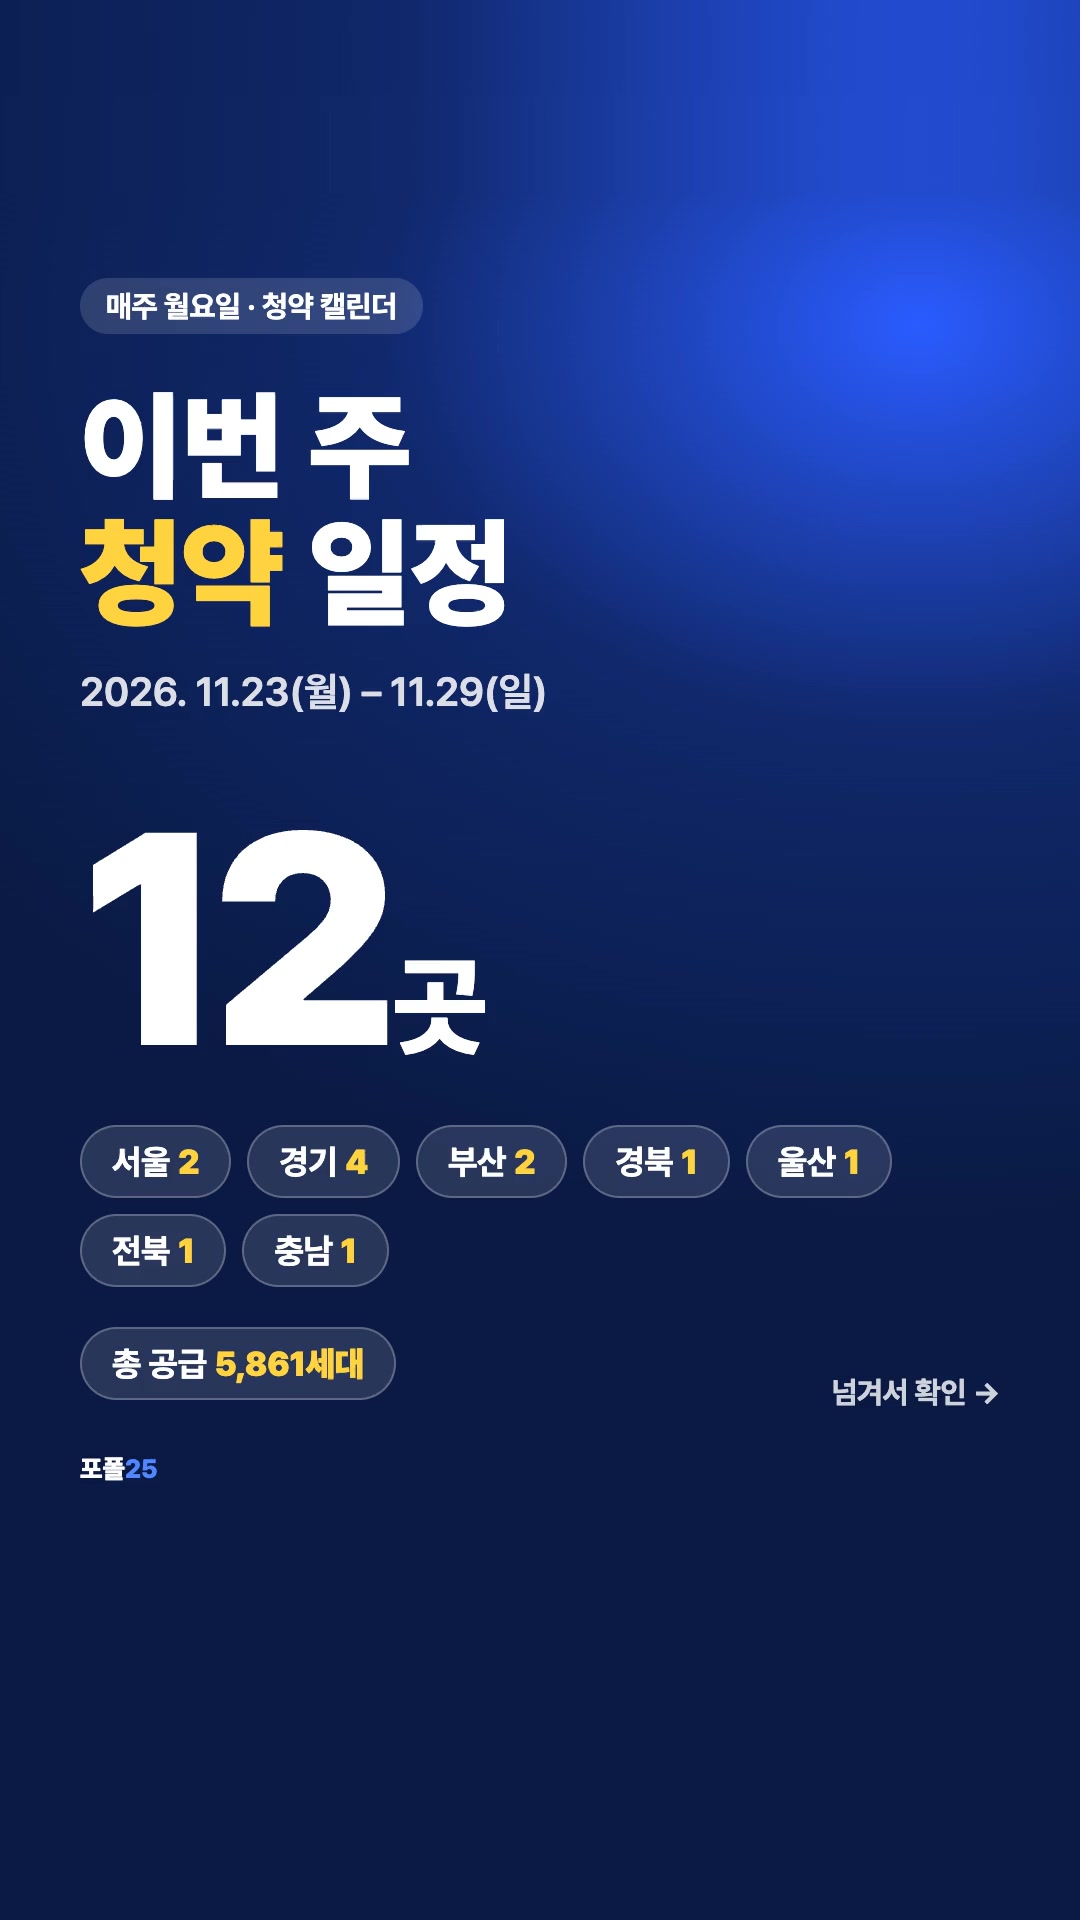 매주 월요일 · 청약 캘린더
이번 주
청약 일정
2026. 11.23(월) – 11.29(일)
12곳
서울 2 경기 4 부산 2 경북 1 울산 1
전북 1 충남 1
총 공급 5,861세대
넘겨서 확인 →
포폴25